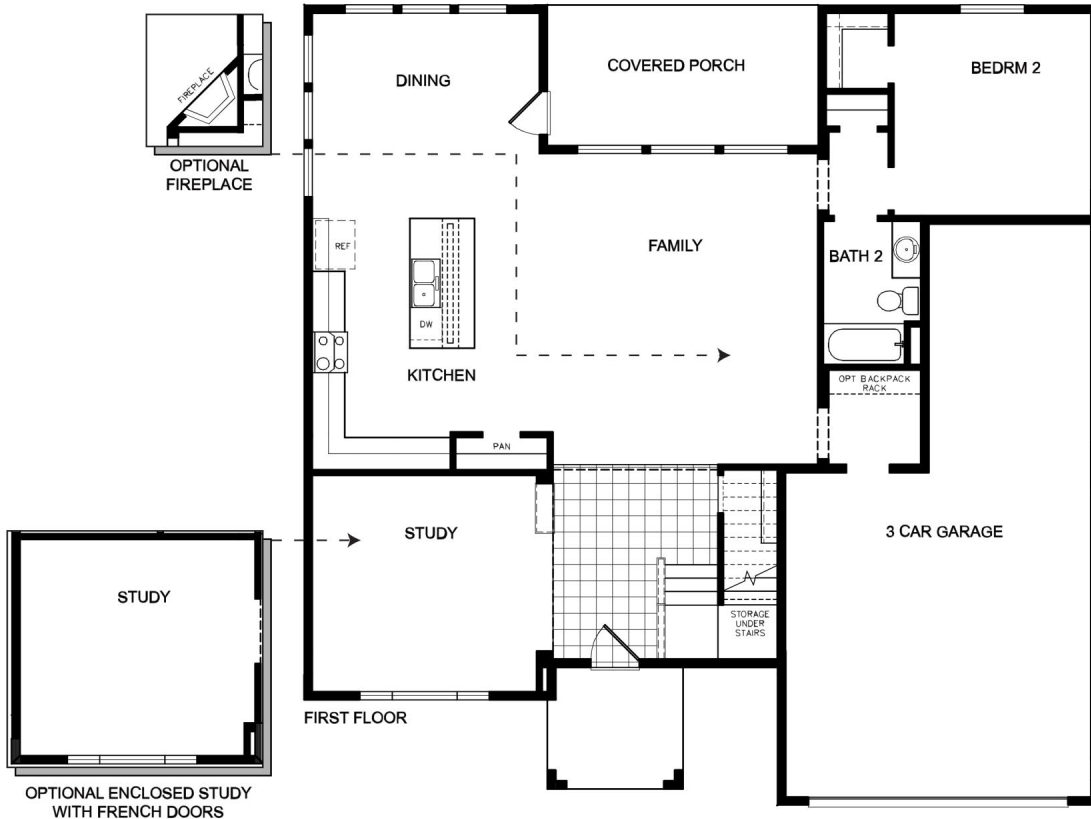 DINING
COVERED PORCH
BEDRM 2
FIREPLACE
OPTIONAL
FIREPLACE
REF
FAMILY
BATH 2
DW
KITCHEN
OPT BACKPACK
RACK
PAN
STUDY
3 CAR GARAGE
STUDY
STORAGE
UNDER
STAIRS
FIRST FLOOR
OPTIONAL ENCLOSED STUDY
WITH FRENCH DOORS